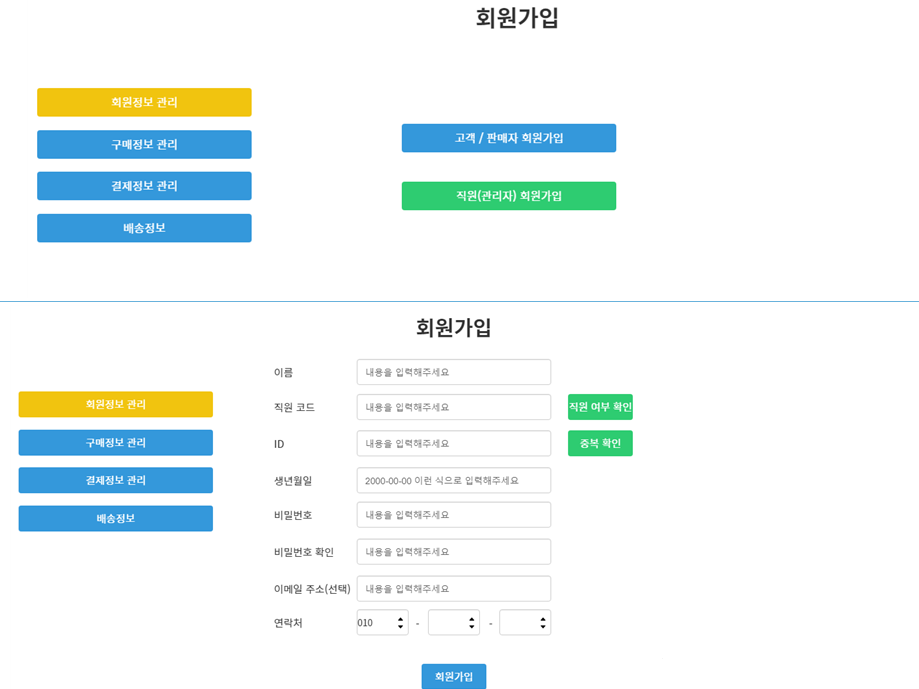 회원가입
회원정보 관리
구매정보 관리
결제정보 관리
배송정보
고객 / 판매자 회원가입
직원(관리자) 회원가입
회원가입
회원정보 관리
구매정보 관리
결제정보 관리
배송정보
이름 내용을 입력해주세요
직원 코드 내용을 입력해주세요 직원 여부 확인
ID 내용을 입력해주세요 중복 확인
생년월일 2000-00-00 이런 식으로 입력해주세요
비밀번호 내용을 입력해주세요
비밀번호 확인 내용을 입력해주세요
이메일 주소(선택) 내용을 입력해주세요
연락처 010 - -
회원가입